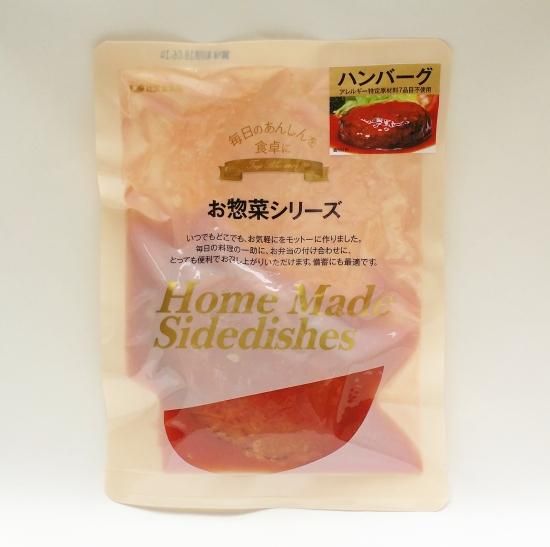 ハンバーグ
アレルギー特定原材料7品目不使用
毎日のあんしんを
食卓に
お惣菜シリーズ
いつでもどこでも、お気軽にをモットーに作りました。
毎日の料理の一助に、お弁当の付け合わせに、
とっても便利でお召し上がりいただけます。備蓄にも最適です。
Home Made
Sidedishes